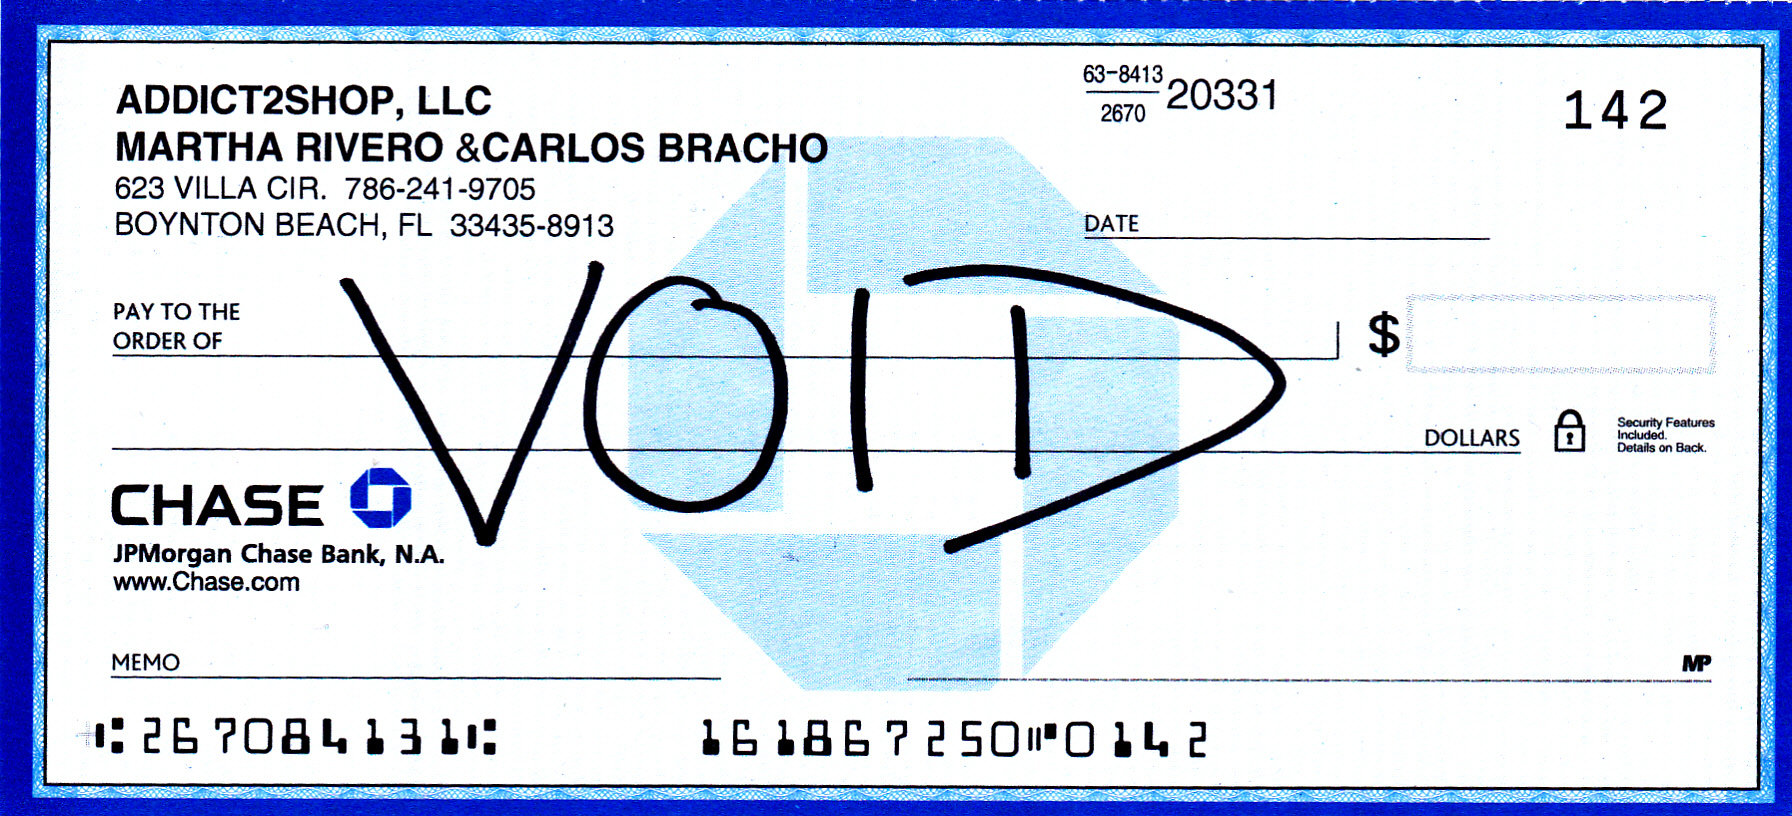 ADDICT2SHOP, LLC
MARTHA RIVERO &CARLOS BRACHO
623 VILLA CIR. 786-241-9705
BOYNTON BEACH, FL 33435-8913
63-8413
2670
20331
142
DATE
PAY TO THE
ORDER OF
$
VOID
DOLLARS
Security Features
Included.
Details on Back.
CHASE
JPMorgan Chase Bank, N.A.
www.Chase.com
MEMO
MP
⑆267084131⑆ 161867250⑈0142